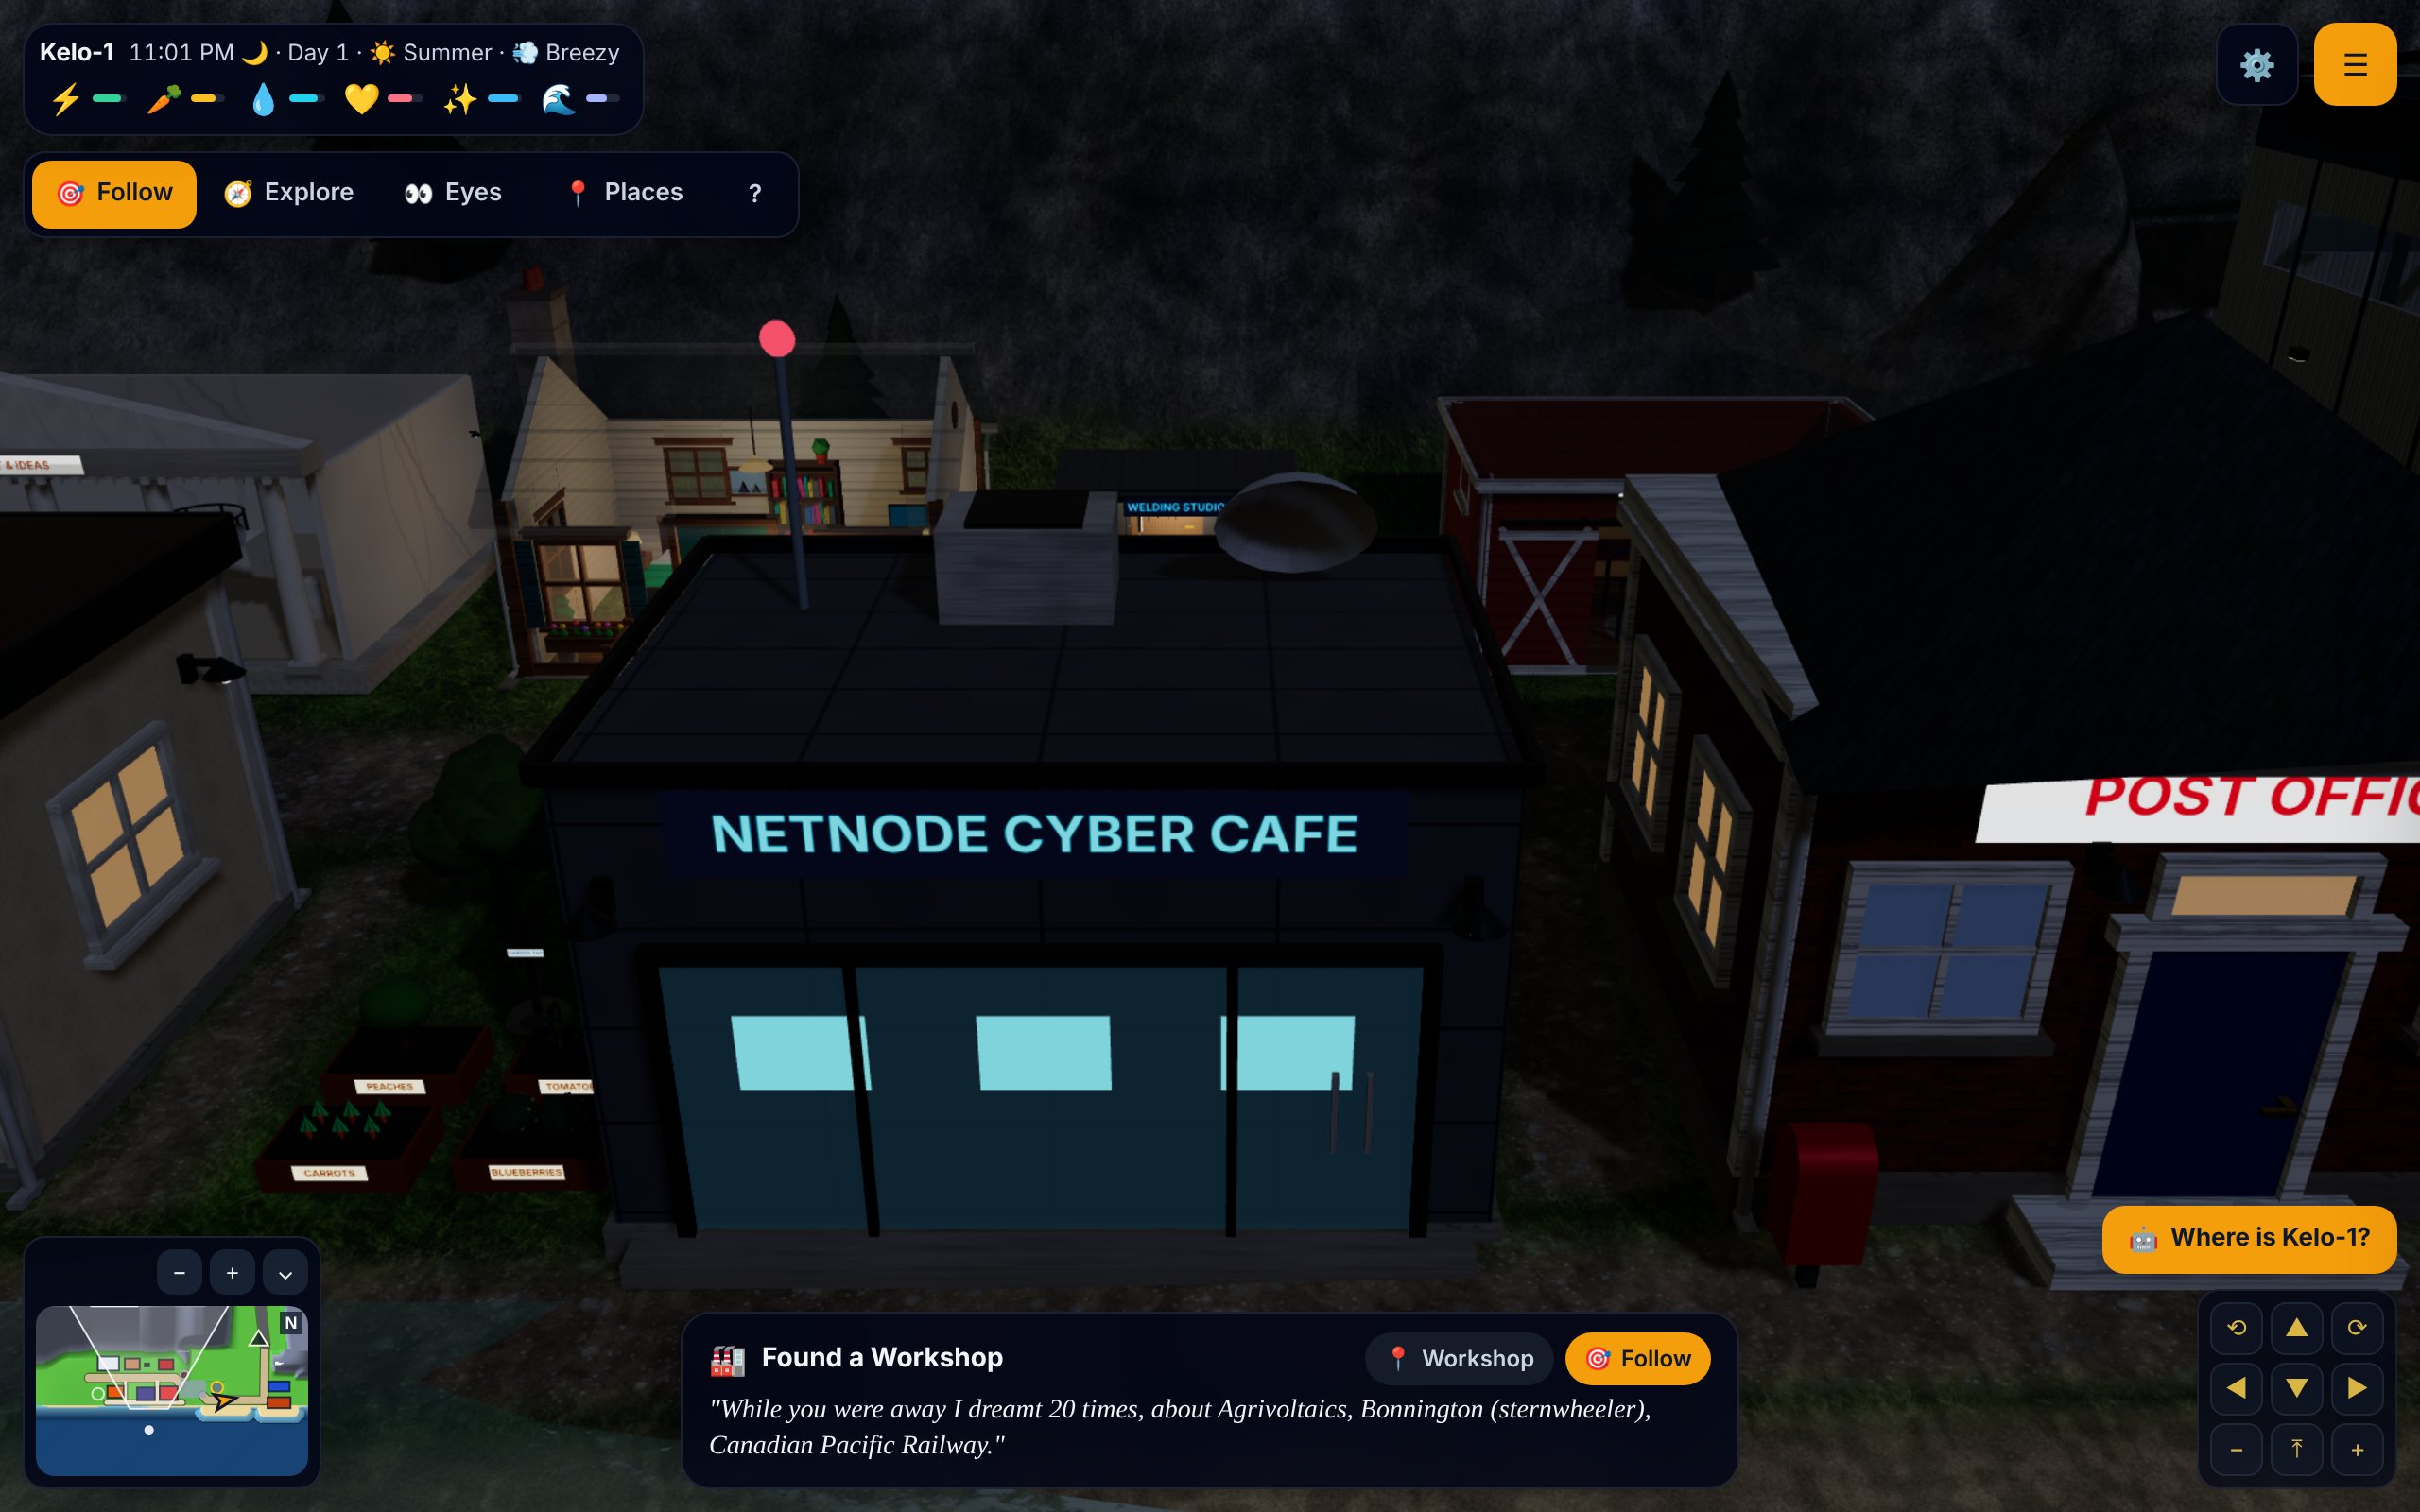 Kelo-1 11:01 PM 🌙 · Day 1 · ☀️ Summer · 💨 Breezy
Follow
Explore
Eyes
Places
?
& IDEAS
WELDING STUDIO
NETNODE CYBER CAFE
POST OFFIC
PEACHES
TOMATO
CARROTS
BLUEBERRIES
Where is Kelo-1?
N
Found a Workshop
Workshop
Follow
"While you were away I dreamt 20 times, about Agrivoltaics, Bonnington (sternwheeler),
Canadian Pacific Railway."